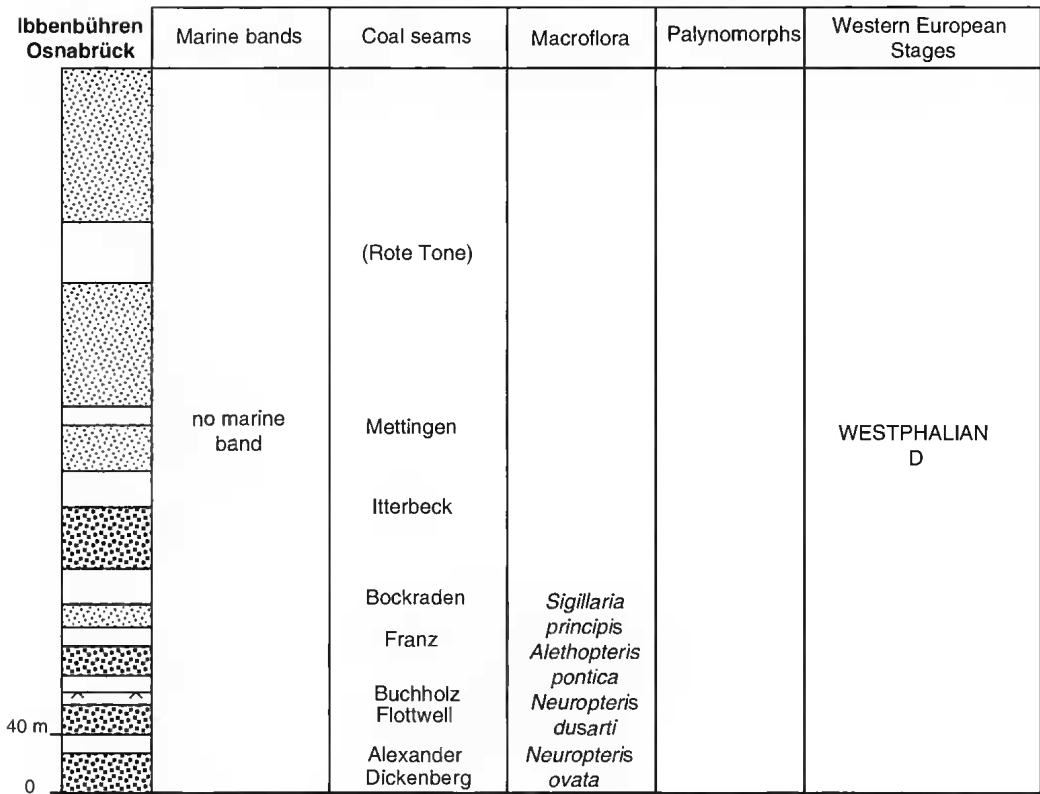 Ibbenbühren
Osnabrück
Marine bands
Coal seams
Macroflora
Palynomorphs
Western European
Stages
(Rote Tone)
no marine
band
Mettingen
WESTPHALIAN
D
Itterbeck
Bockraden
Sigillaria
principis
Franz
Alethopteris
pontica
Buchholz
Flottwell
Neuropteris
dusarti
40 m
Alexander
Dickenberg
Neuropteris
ovata
0